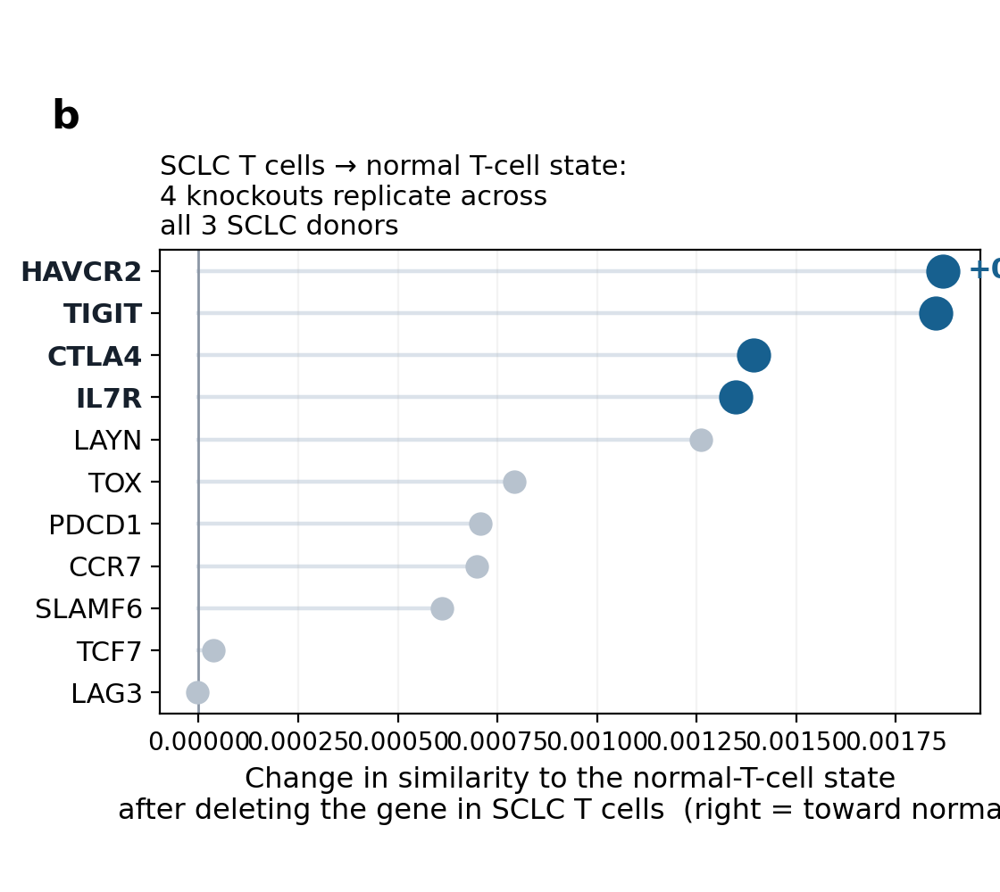 b
SCLC T cells → normal T-cell state:
4 knockouts replicate across
all 3 SCLC donors
HAVCR2
+0
TIGIT
CTLA4
IL7R
LAYN
TOX
PDCD1
CCR7
SLAMF6
TCF7
LAG3
0.00000 0.00025 0.00050 0.00075 0.00100 0.00125 0.00150 0.00175
Change in similarity to the normal-T-cell state
after deleting the gene in SCLC T cells (right = toward norma